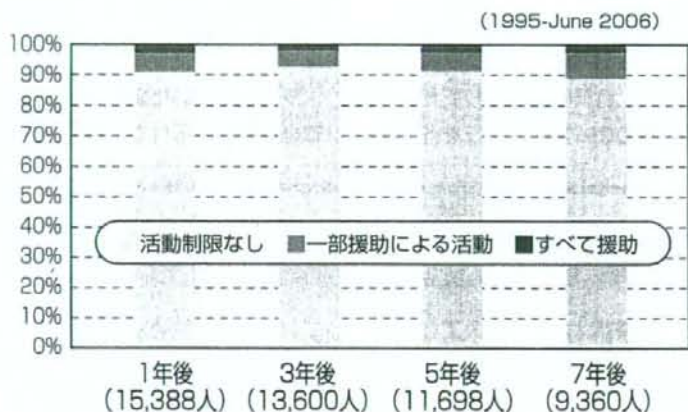 (1995-June 2006)
100%
90%
80%
70%
60%
50%
40%
30%
20%
10%
0%
活動制限なし ■一部援助による活動 ■すべて援助
1年後 3年後 5年後 7年後
(15,388人) (13,600人) (11,698人) (9,360人)